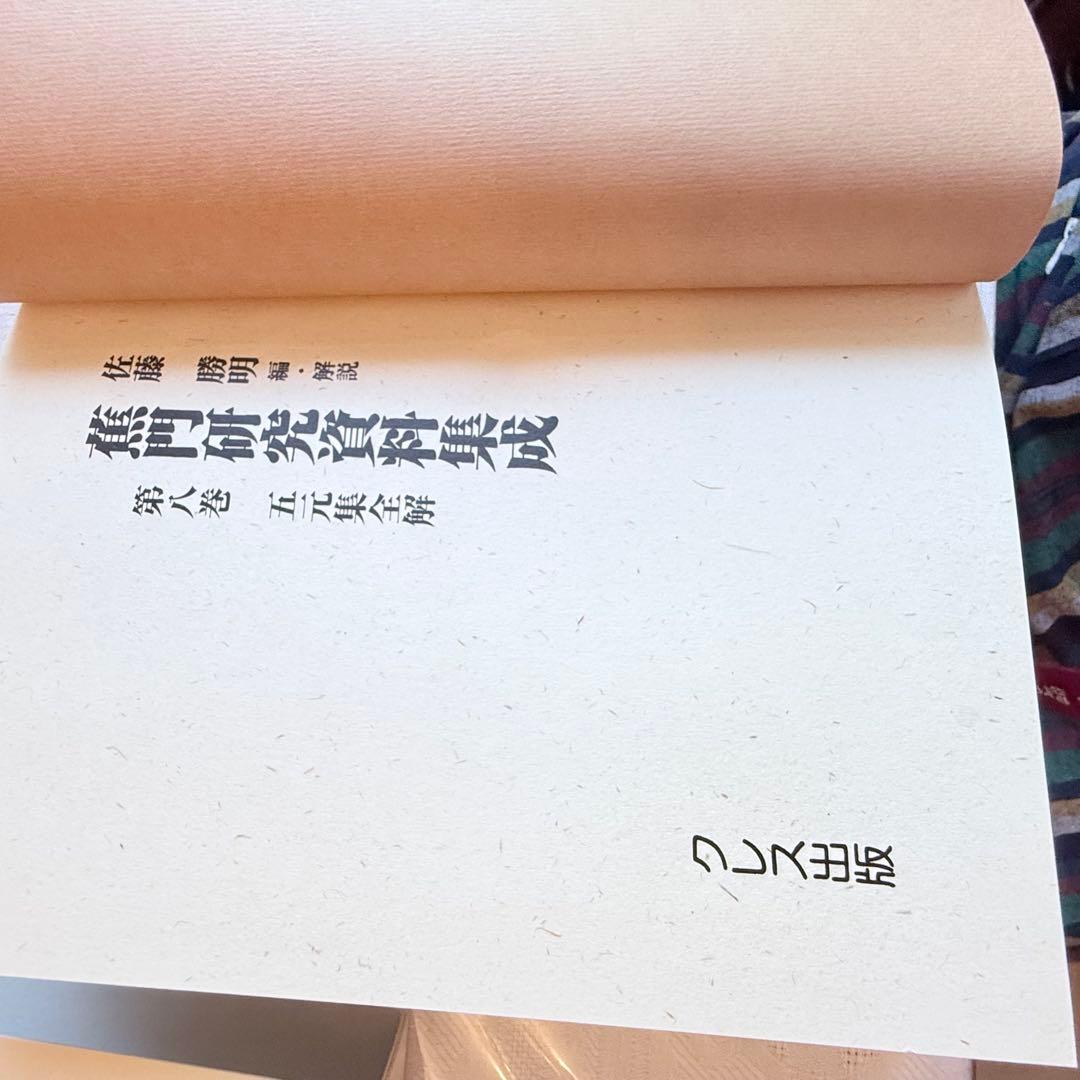 佐藤 勝明 編・解説
蕉門研究資料集成
第八巻 五元集全解
クレス出版